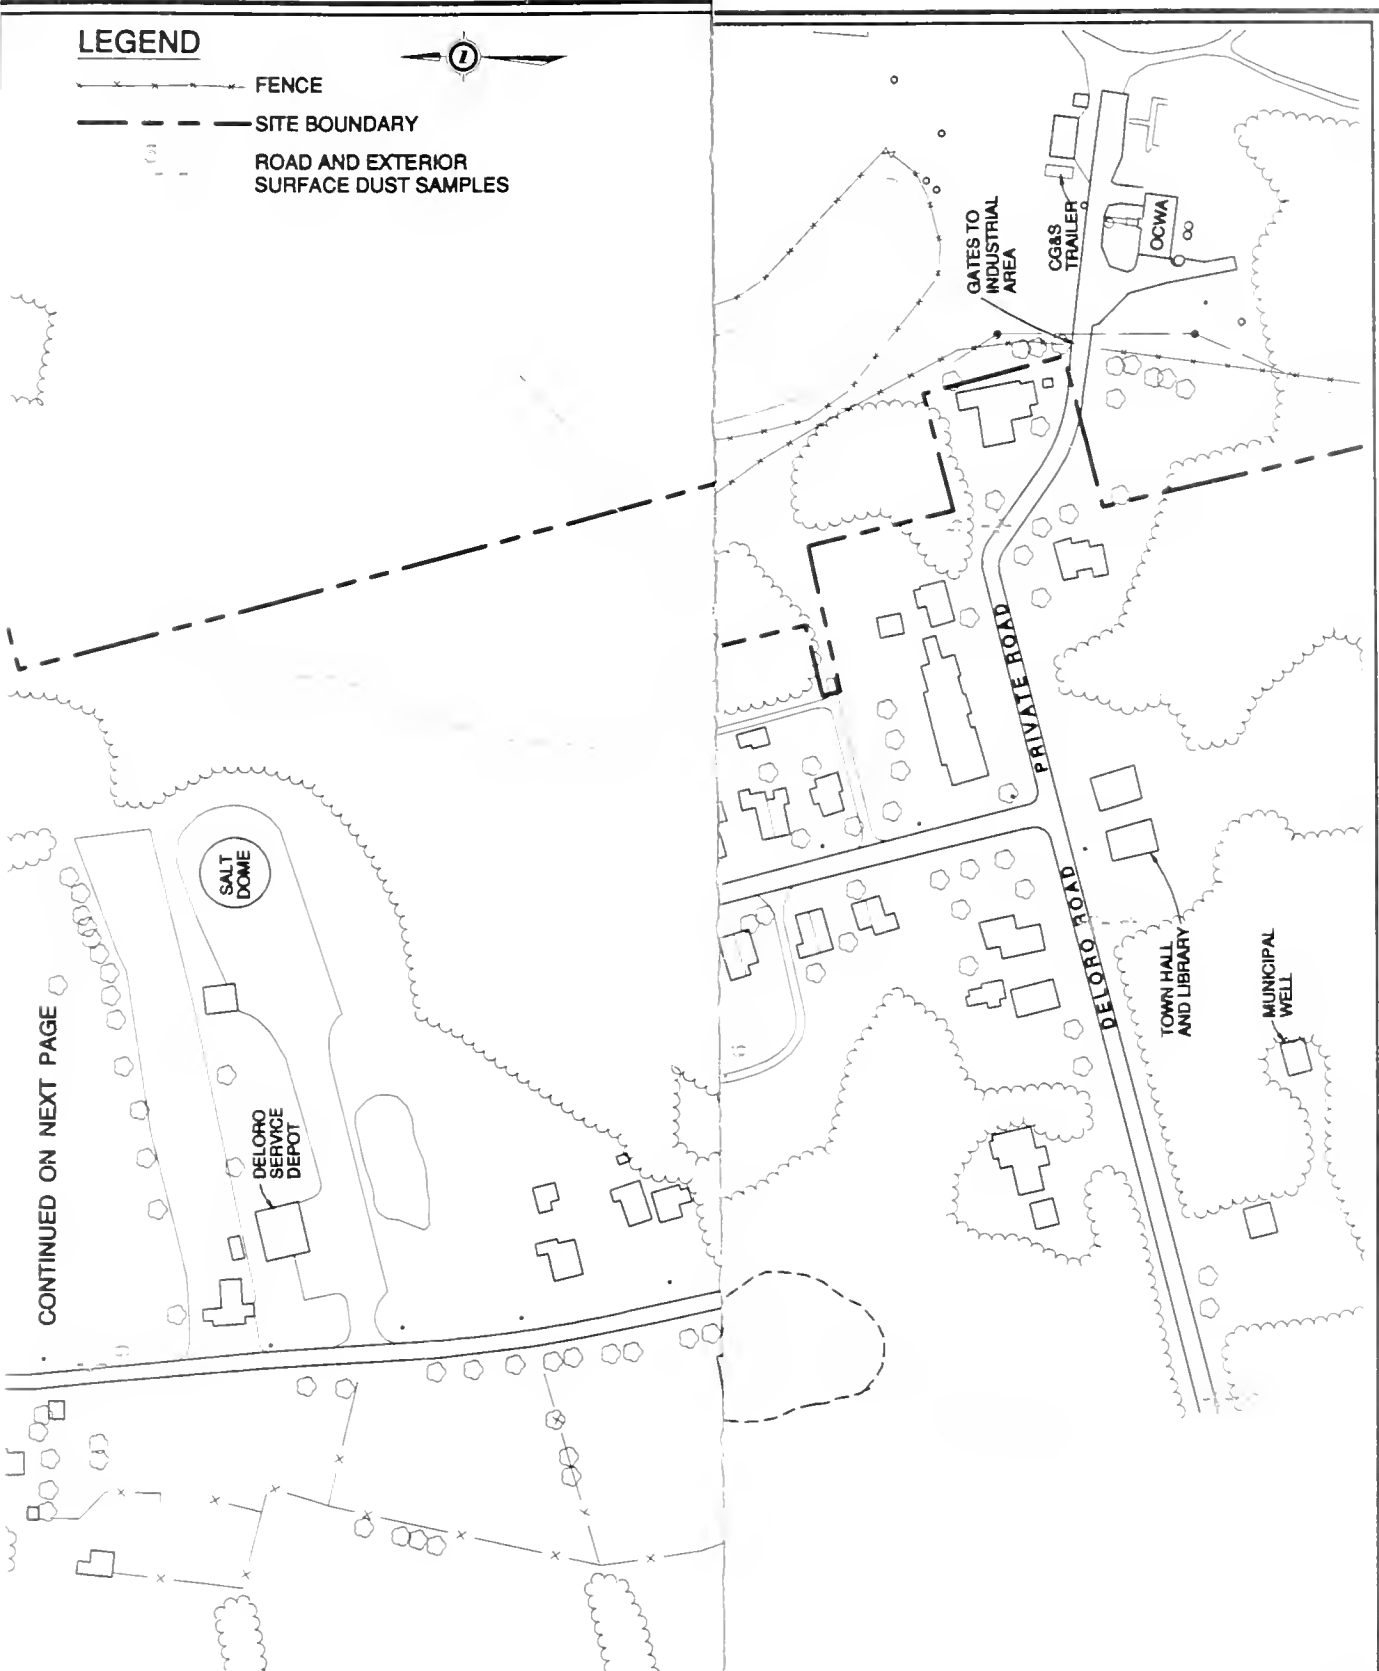 LEGEND
FENCE
SITE BOUNDARY
ROAD AND EXTERIOR
SURFACE DUST SAMPLES
GATES TO
INDUSTRIAL
AREA
CG&S
TRAILER
OCWA
PRIVATE ROAD
SALT
DOME
DELORO ROAD
TOWN HALL
AND LIBRARY
MUNICIPAL
WELL
CONTINUED ON NEXT PAGE
DELORO
SERVICE
DEPOT